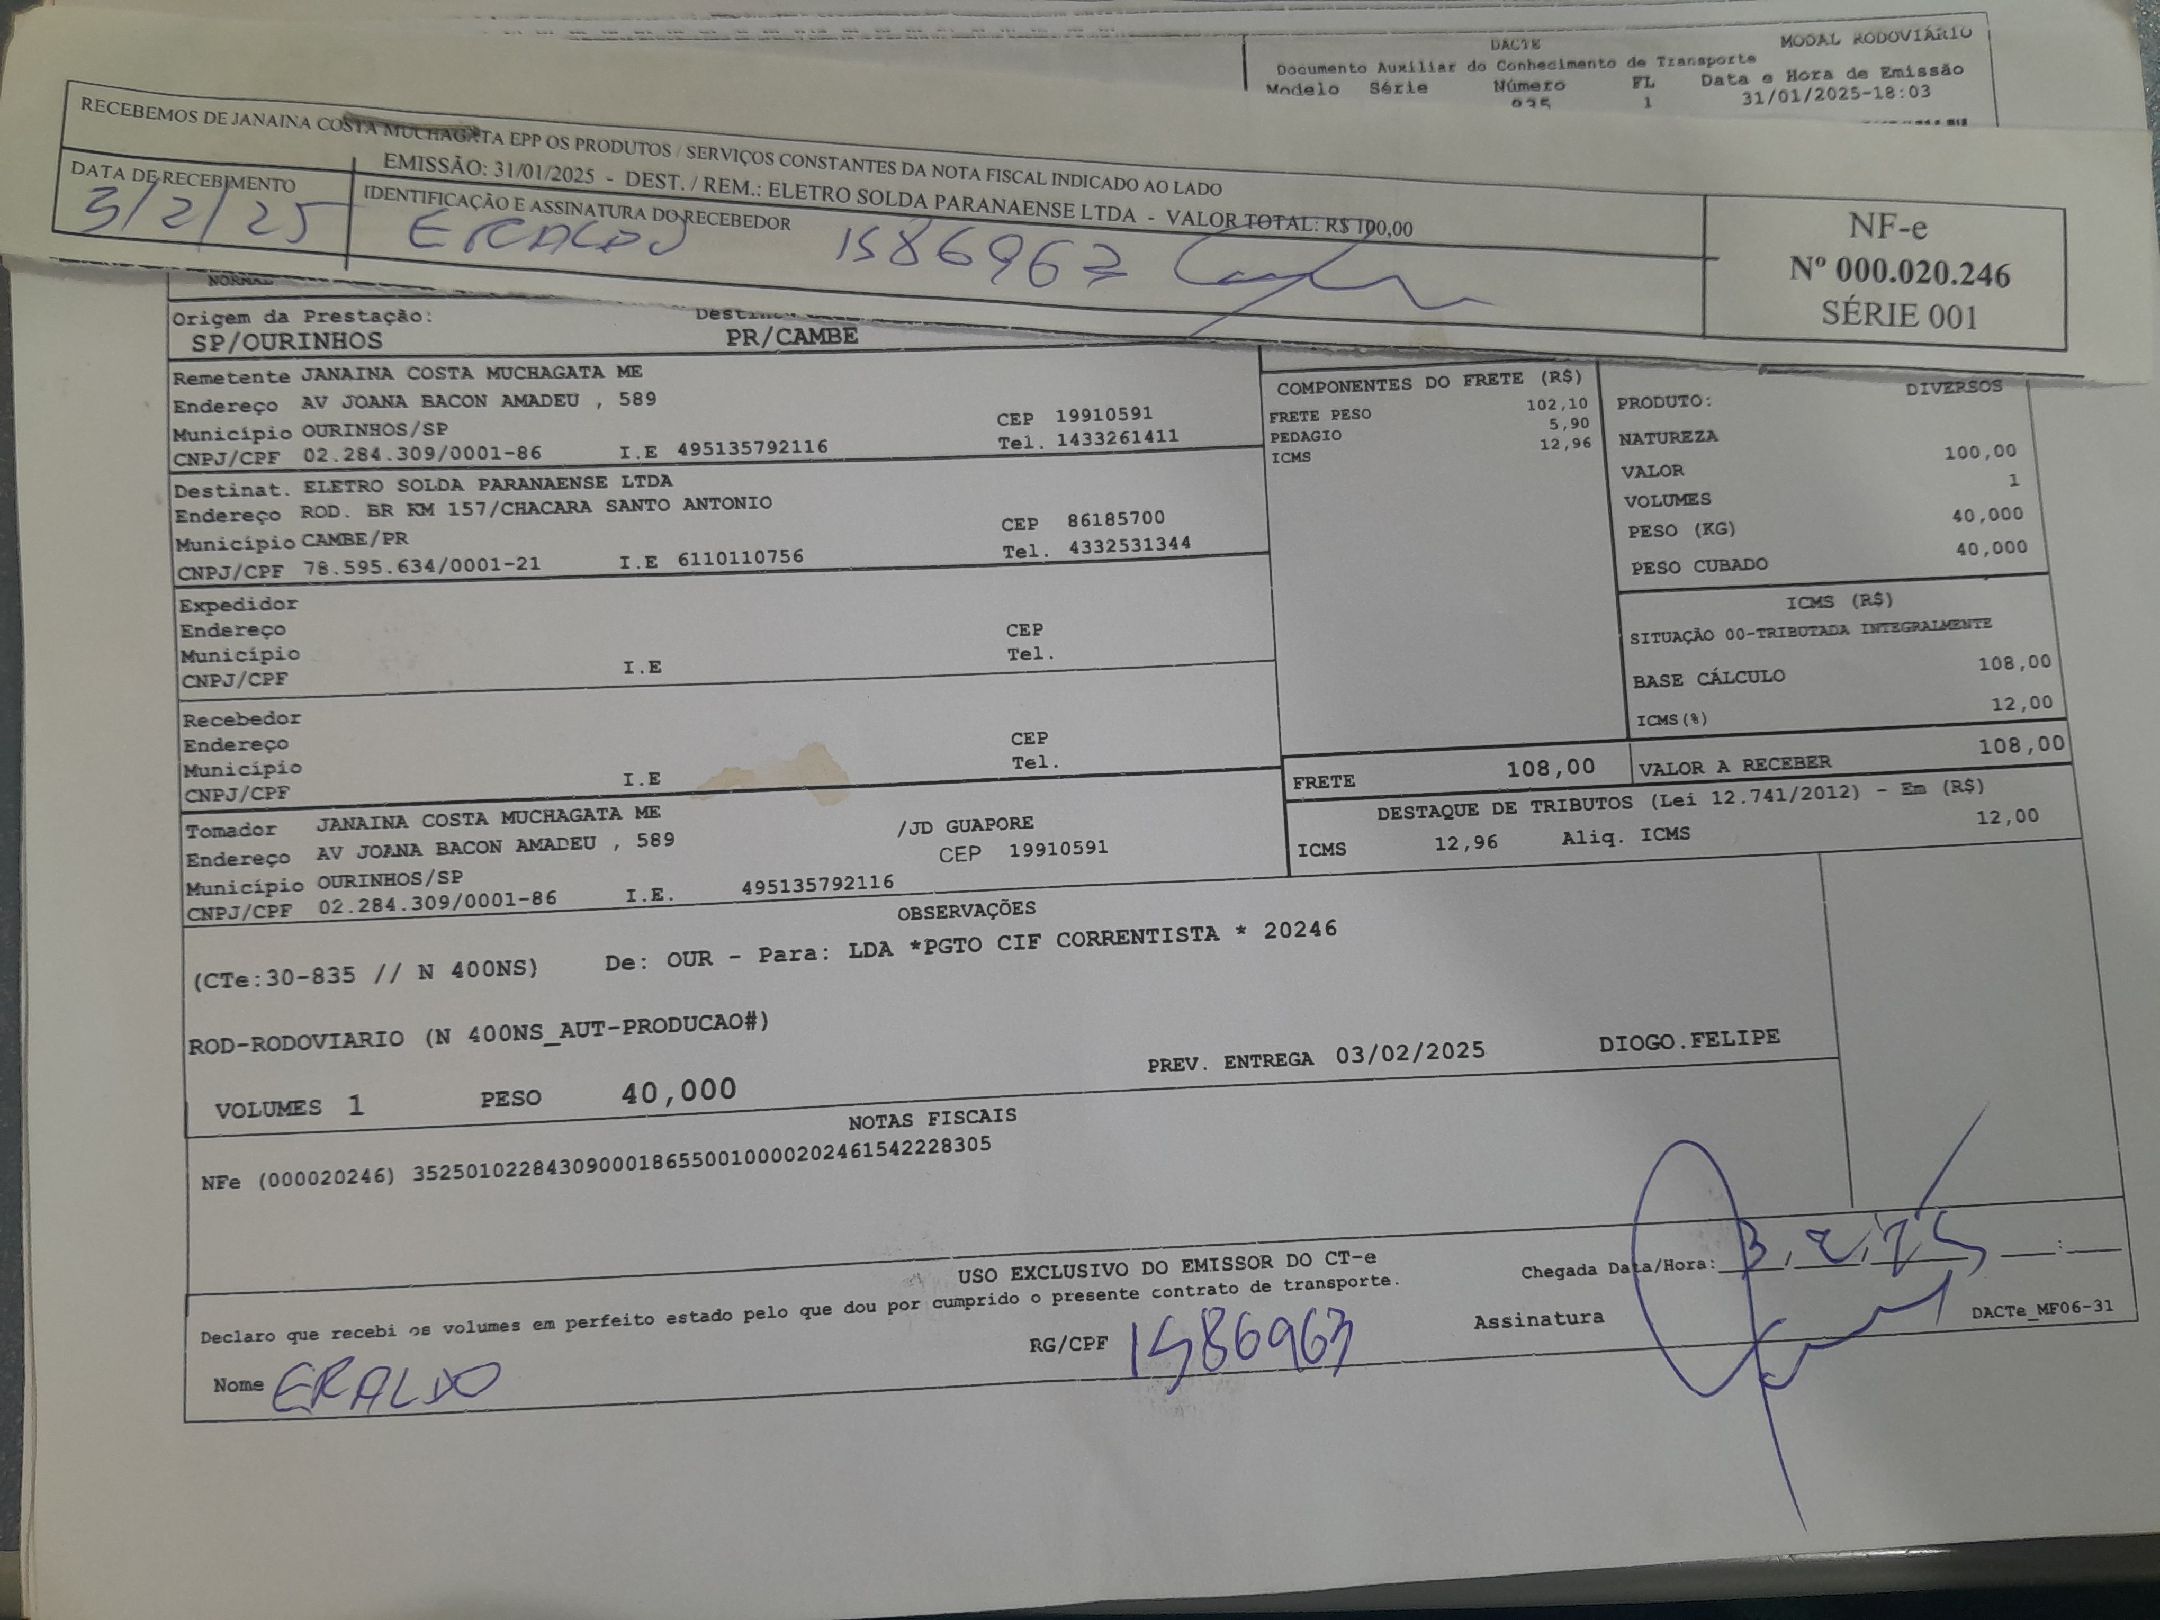 DACTE MODAL RODOVIÁRIO
Documento Auxiliar do Conhecimento de Transporte
Modelo Série Número FL Data e Hora de Emissão
1 31/01/2025-18:03
RECEBEMOS DE JANAINA COSTA MUCHAGATA EPP OS PRODUTOS / SERVIÇOS CONSTANTES DA NOTA FISCAL INDICADO AO LADO
EMISSÃO: 31/01/2025 - DEST. / REM.: ELETRO SOLDA PARANAENSE LTDA - VALOR TOTAL: R$ 100,00
DATA DE RECEBIMENTO
3/2/25
IDENTIFICAÇÃO E ASSINATURA DO RECEBEDOR
ERALDO 1586963
NF-e
Nº 000.020.246
SÉRIE 001
NORMAL
Origem da Prestação:
SP/OURINHOS PR/CAMBE
Remetente JANAINA COSTA MUCHAGATA ME
Endereço AV JOANA BACON AMADEU , 589
Município OURINHOS/SP CEP 19910591
CNPJ/CPF 02.284.309/0001-86 I.E 495135792116 Tel. 1433261411
Destinat. ELETRO SOLDA PARANAENSE LTDA
Endereço ROD. BR KM 157/CHACARA SANTO ANTONIO
Município CAMBE/PR CEP 86185700
CNPJ/CPF 78.595.634/0001-21 I.E 6110110756 Tel. 4332531344
Expedidor
Endereço
Município CEP
CNPJ/CPF I.E Tel.
Recebedor
Endereço
Município CEP
CNPJ/CPF I.E Tel.
Tomador JANAINA COSTA MUCHAGATA ME
Endereço AV JOANA BACON AMADEU , 589 /JD GUAPORE
Município OURINHOS/SP CEP 19910591
CNPJ/CPF 02.284.309/0001-86 I.E. 495135792116
COMPONENTES DO FRETE (R$)
FRETE PESO 102,10
PEDAGIO 5,90
ICMS 12,96
PRODUTO: DIVERSOS
NATUREZA
VALOR 100,00
VOLUMES 1
PESO (KG) 40,000
PESO CUBADO 40,000
ICMS (R$)
SITUAÇÃO 00-TRIBUTADA INTEGRALMENTE
BASE CÁLCULO 108,00
ICMS(%) 12,00
FRETE 108,00 VALOR A RECEBER 108,00
DESTAQUE DE TRIBUTOS (Lei 12.741/2012) - Em (R$)
ICMS 12,96 Aliq. ICMS 12,00
OBSERVAÇÕES
(CTe:30-835 // N 400NS) De: OUR - Para: LDA *PGTO CIF CORRENTISTA * 20246
ROD-RODOVIARIO (N 400NS_AUT-PRODUCAO#)
VOLUMES 1 PESO 40,000 PREV. ENTREGA 03/02/2025 DIOGO.FELIPE
NOTAS FISCAIS
NFe (000020246) 35250102284309000186550010000202461542228305
USO EXCLUSIVO DO EMISSOR DO CT-e
Declaro que recebi os volumes em perfeito estado pelo que dou por cumprido o presente contrato de transporte.
Chegada Data/Hora: 3/2/25 ___:___
Nome ERALDO RG/CPF 1586963 Assinatura
DACTe_MF06-31